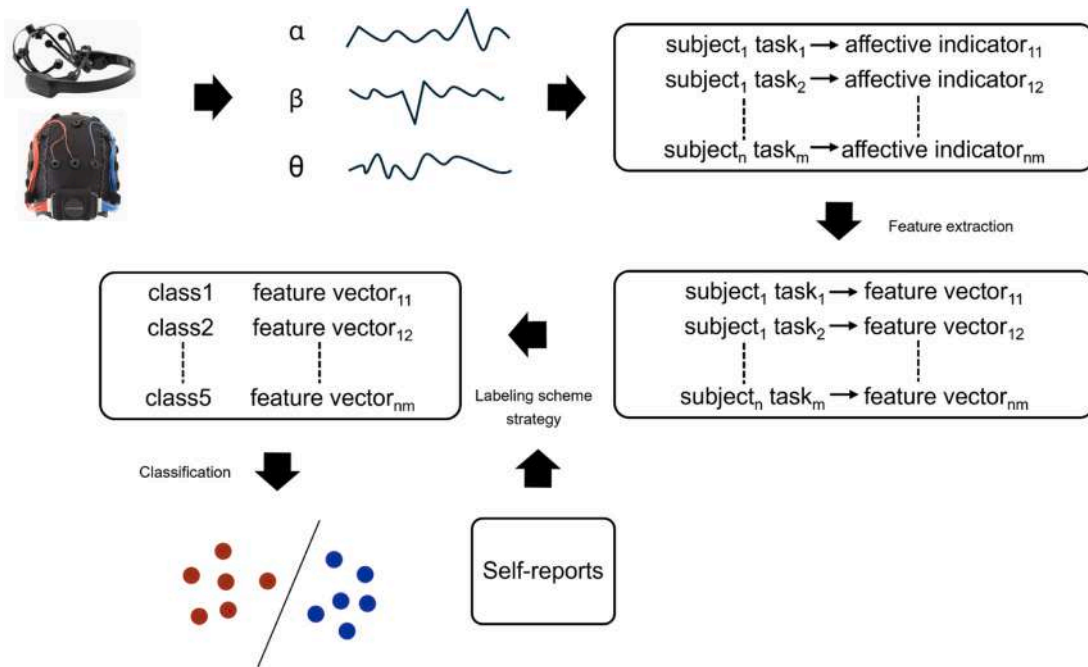 α
β
θ
subject₁ task₁ → affective indicator₁₁
subject₁ task₂ → affective indicator₁₂
subjectₙ taskₘ → affective indicatorₙₘ
Feature extraction
subject₁ task₁ → feature vector₁₁
subject₁ task₂ → feature vector₁₂
subjectₙ taskₘ → feature vectorₙₘ
Labeling scheme
strategy
class1 feature vector₁₁
class2 feature vector₁₂
class5 feature vectorₙₘ
Classification
Self-reports